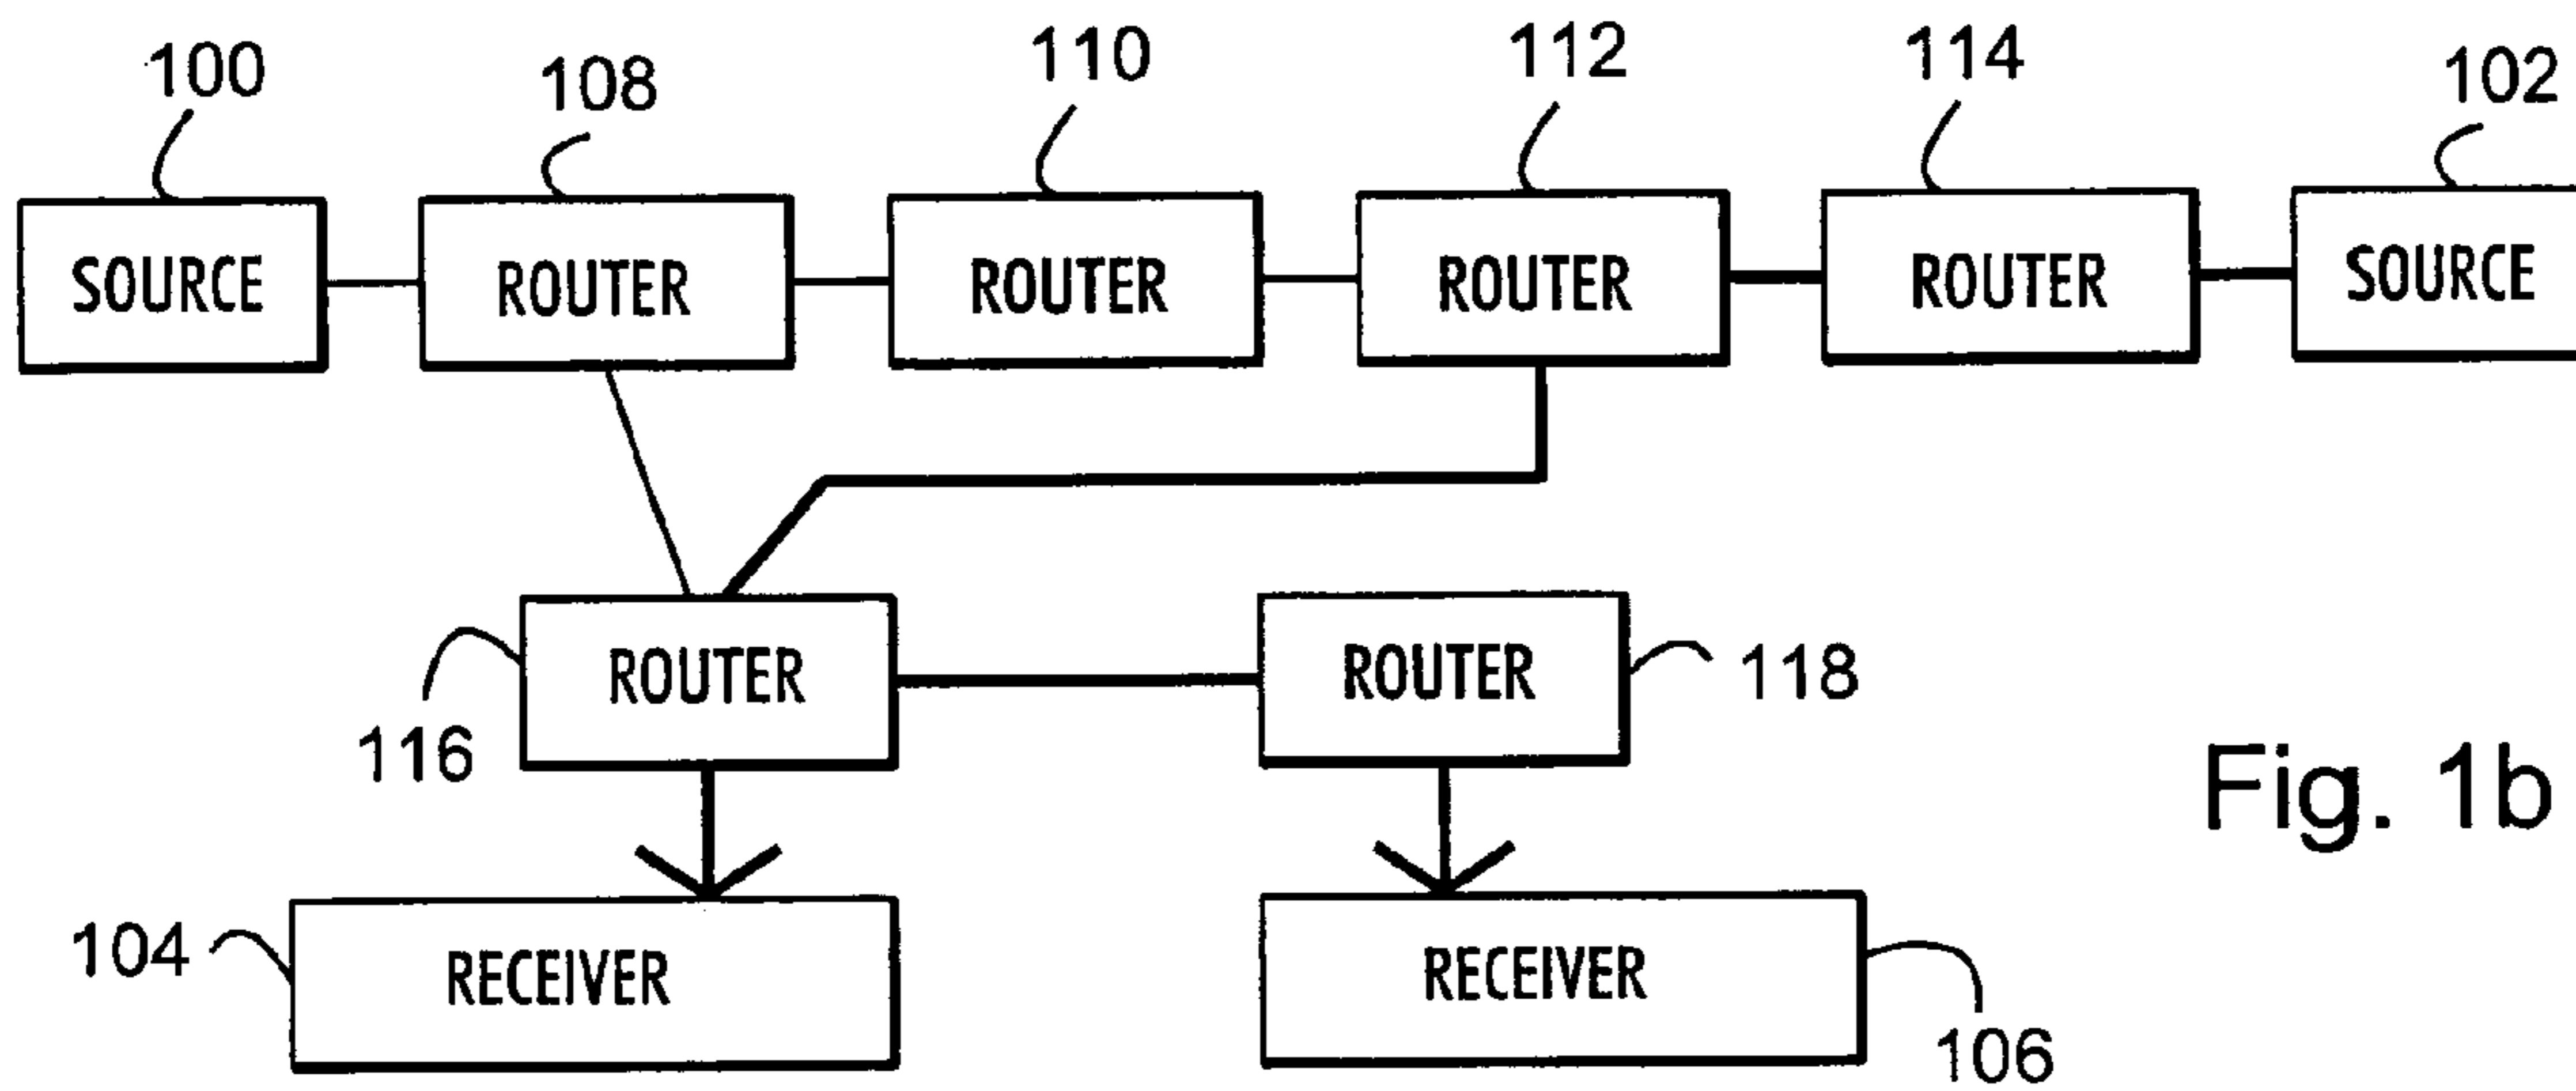 100 108 110 112 114 102
SOURCE ROUTER ROUTER ROUTER ROUTER SOURCE
ROUTER ROUTER 118
116
Fig. 1b
104 RECEIVER RECEIVER
106